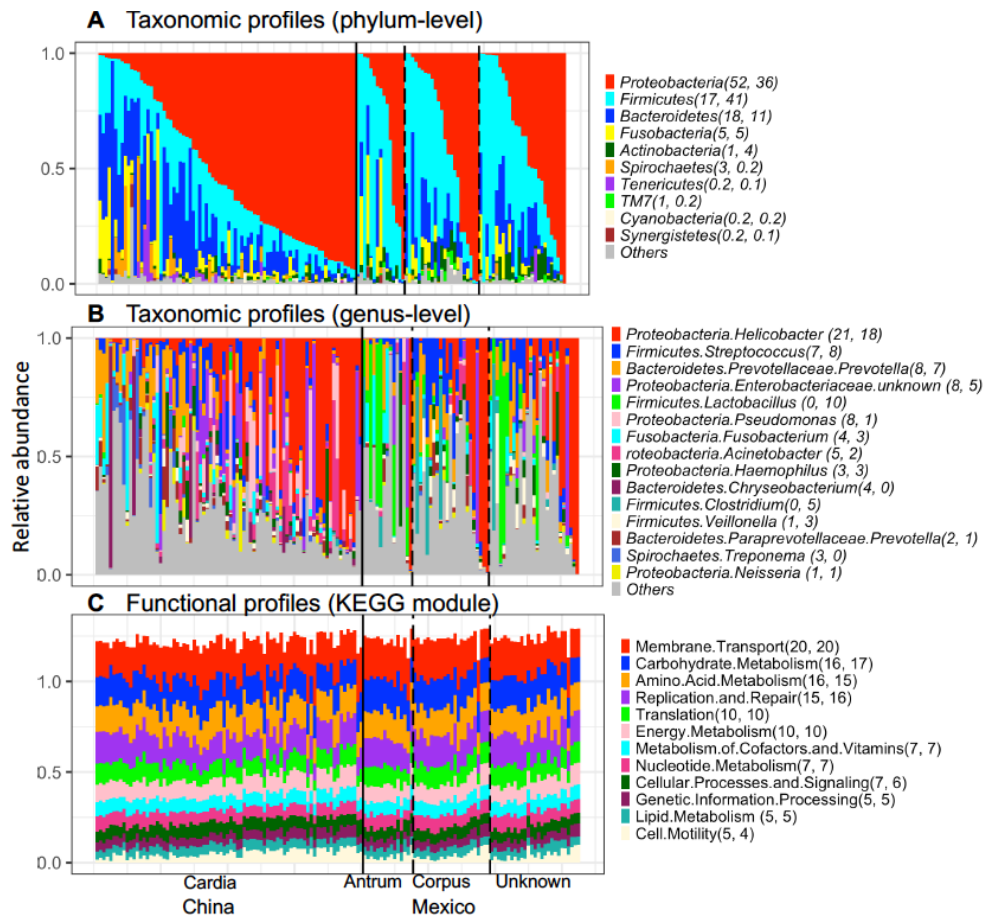 A Taxonomic profiles (phylum-level)
1.0
0.5
0.0
Proteobacteria(52, 36)
Firmicutes(17, 41)
Bacteroidetes(18, 11)
Fusobacteria(5, 5)
Actinobacteria(1, 4)
Spirochaetes(3, 0.2)
Tenericutes(0.2, 0.1)
TM7(1, 0.2)
Cyanobacteria(0.2, 0.2)
Synergistetes(0.2, 0.1)
Others
B Taxonomic profiles (genus-level)
1.0
0.5
0.0
Relative abundance
Proteobacteria.Helicobacter (21, 18)
Firmicutes.Streptococcus(7, 8)
Bacteroidetes.Prevotellaceae.Prevotella(8, 7)
Proteobacteria.Enterobacteriaceae.unknown (8, 5)
Firmicutes.Lactobacillus (0, 10)
Proteobacteria.Pseudomonas (8, 1)
Fusobacteria.Fusobacterium (4, 3)
roteobacteria.Acinetobacter (5, 2)
Proteobacteria.Haemophilus (3, 3)
Bacteroidetes.Chryseobacterium(4, 0)
Firmicutes.Clostridium(0, 5)
Firmicutes.Veillonella (1, 3)
Bacteroidetes.Paraprevotellaceae.Prevotella(2, 1)
Spirochaetes.Treponema (3, 0)
Proteobacteria.Neisseria (1, 1)
Others
C Functional profiles (KEGG module)
1.0
0.5
0.0
Membrane.Transport(20, 20)
Carbohydrate.Metabolism(16, 17)
Amino.Acid.Metabolism(16, 15)
Replication.and.Repair(15, 16)
Translation(10, 10)
Energy.Metabolism(10, 10)
Metabolism.of.Cofactors.and.Vitamins(7, 7)
Nucleotide.Metabolism(7, 7)
Cellular.Processes.and.Signaling(7, 6)
Genetic.Information.Processing(5, 5)
Lipid.Metabolism (5, 5)
Cell.Motility(5, 4)
Cardia Antrum Corpus Unknown
China Mexico